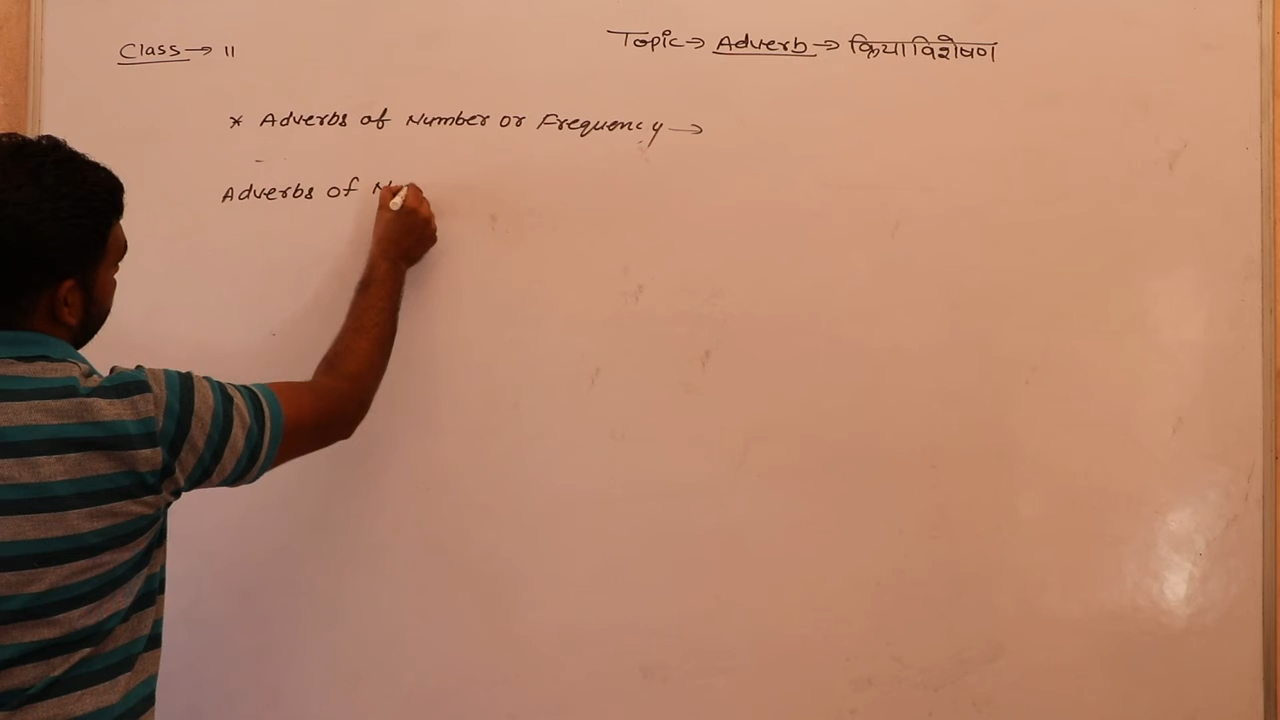 Class → 11
Topic → Adverb → क्रिया विशेषण
* Adverbs of Number or Frequency →
Adverbs of